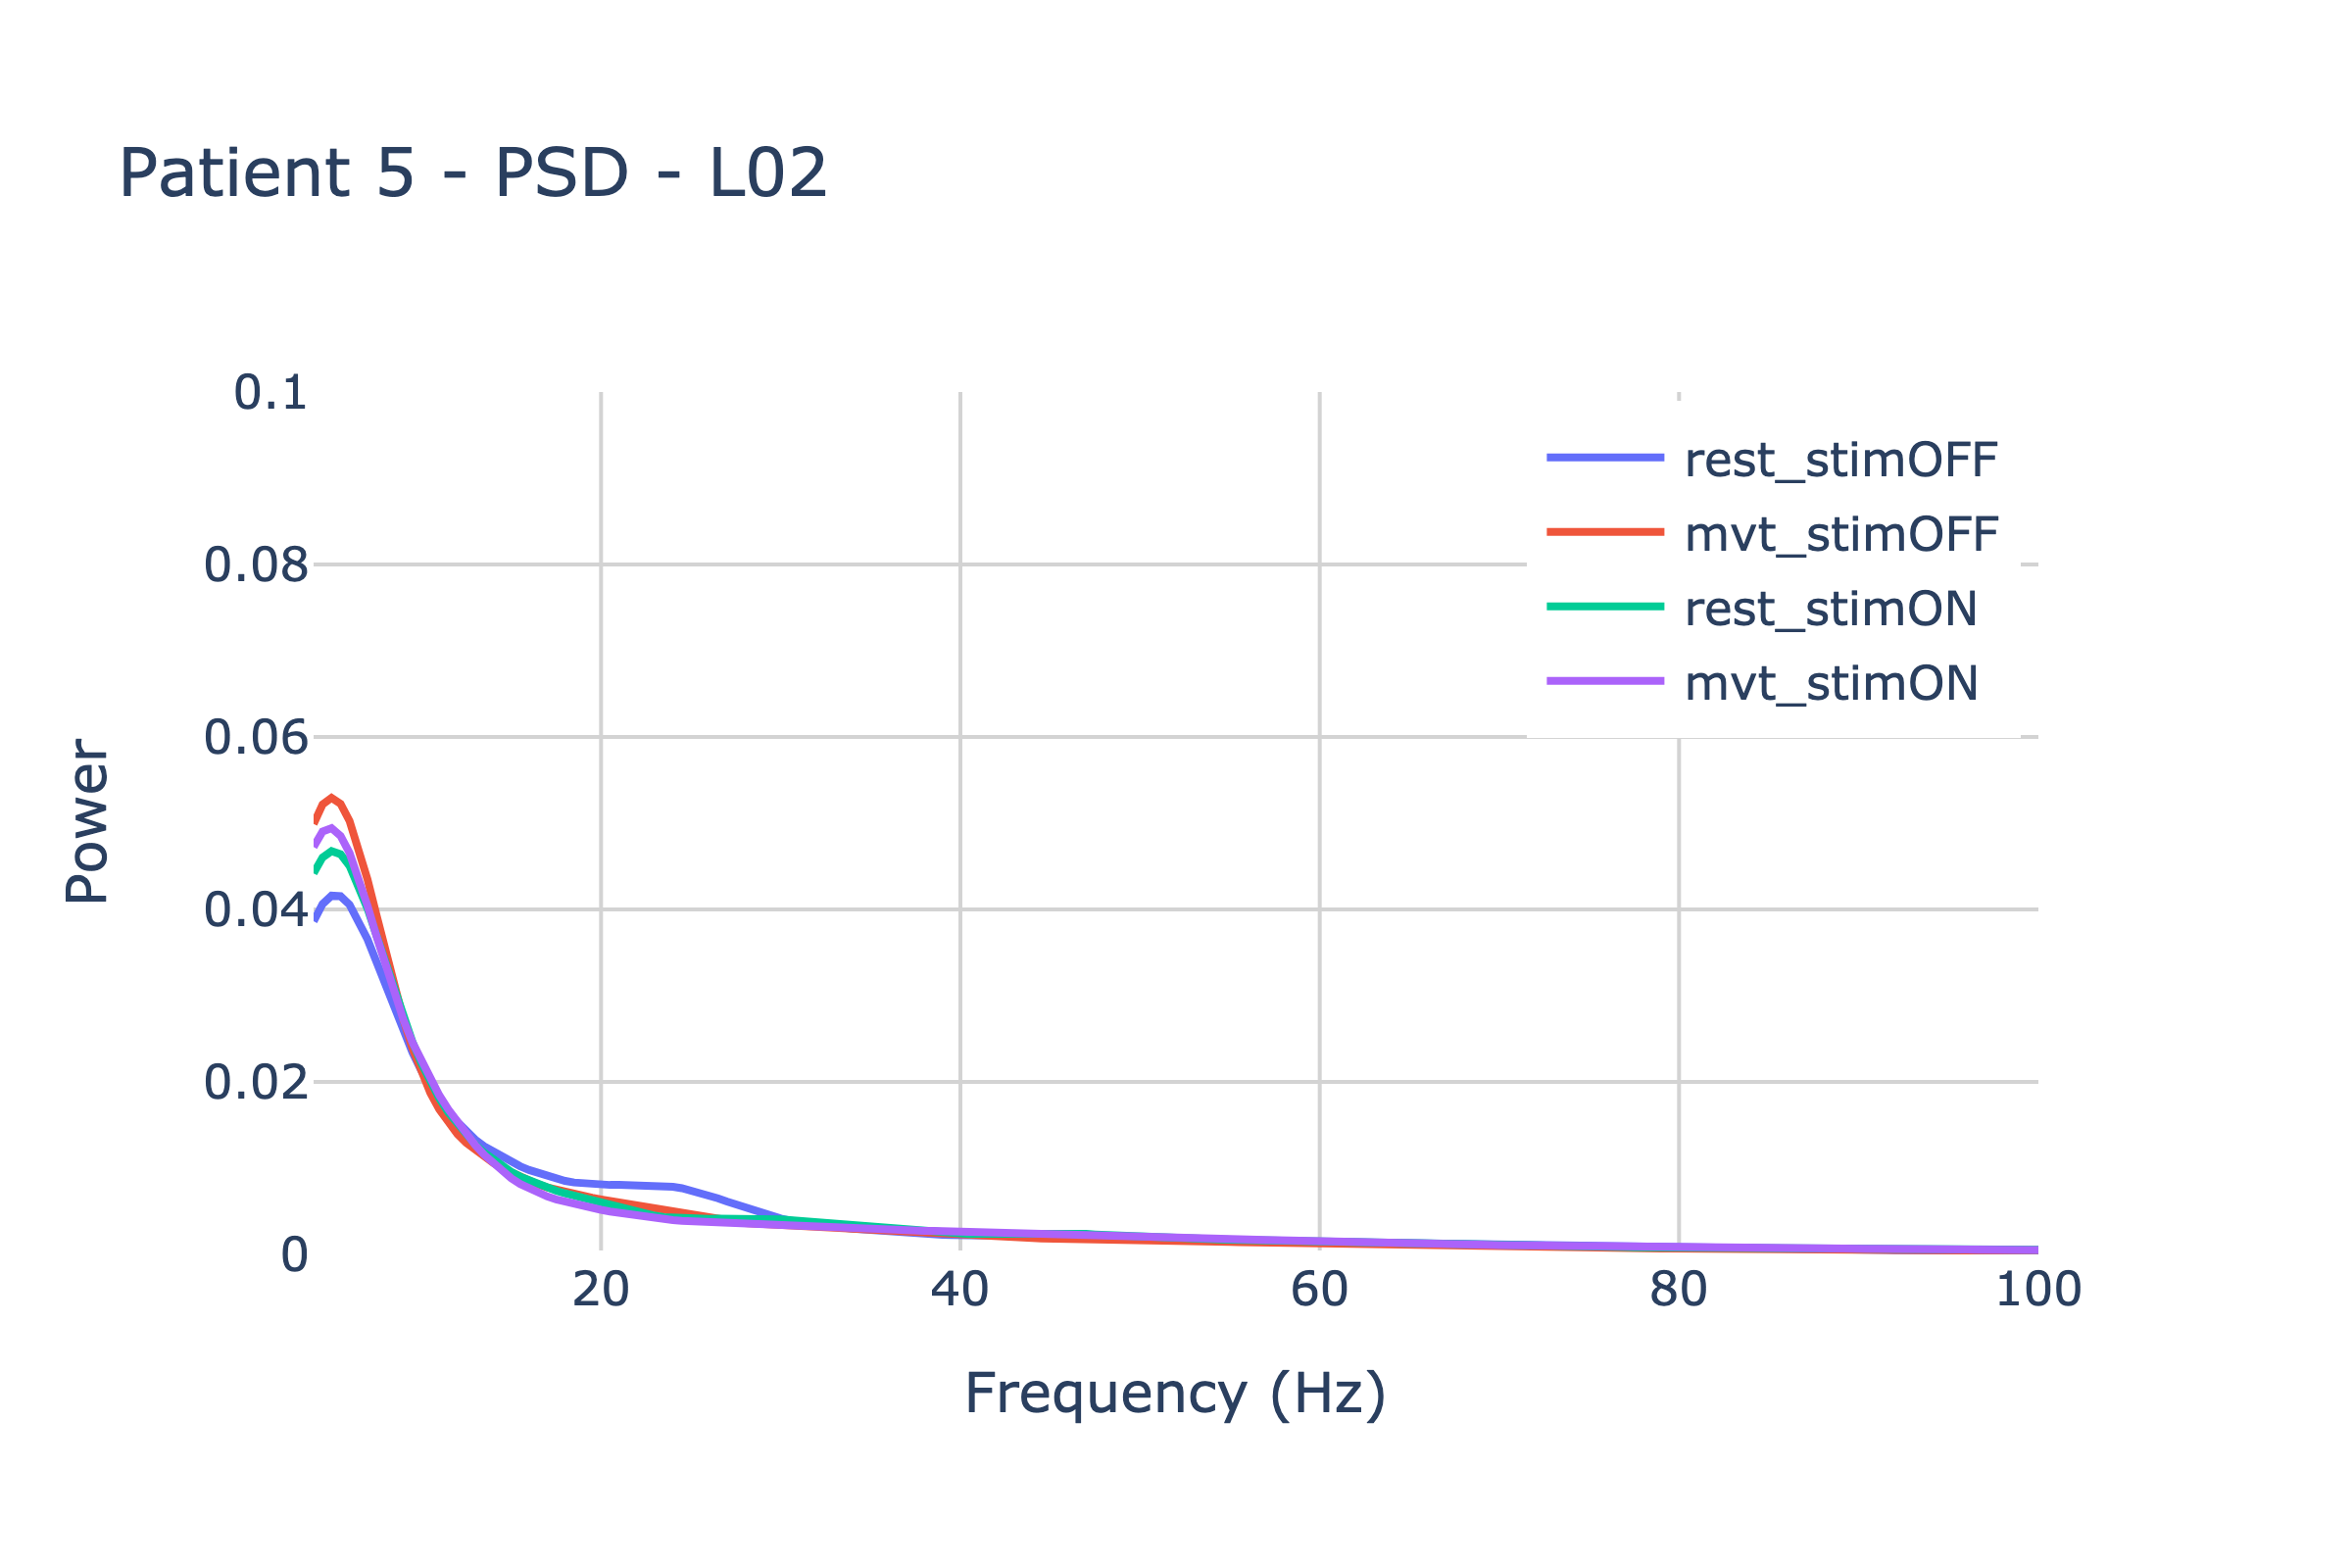 Patient 5 - PSD - L02
0.1
0.08
0.06
0.04
0.02
0
Power
rest_stimOFF
mvt_stimOFF
rest_stimON
mvt_stimON
20 40 60 80 100
Frequency (Hz)